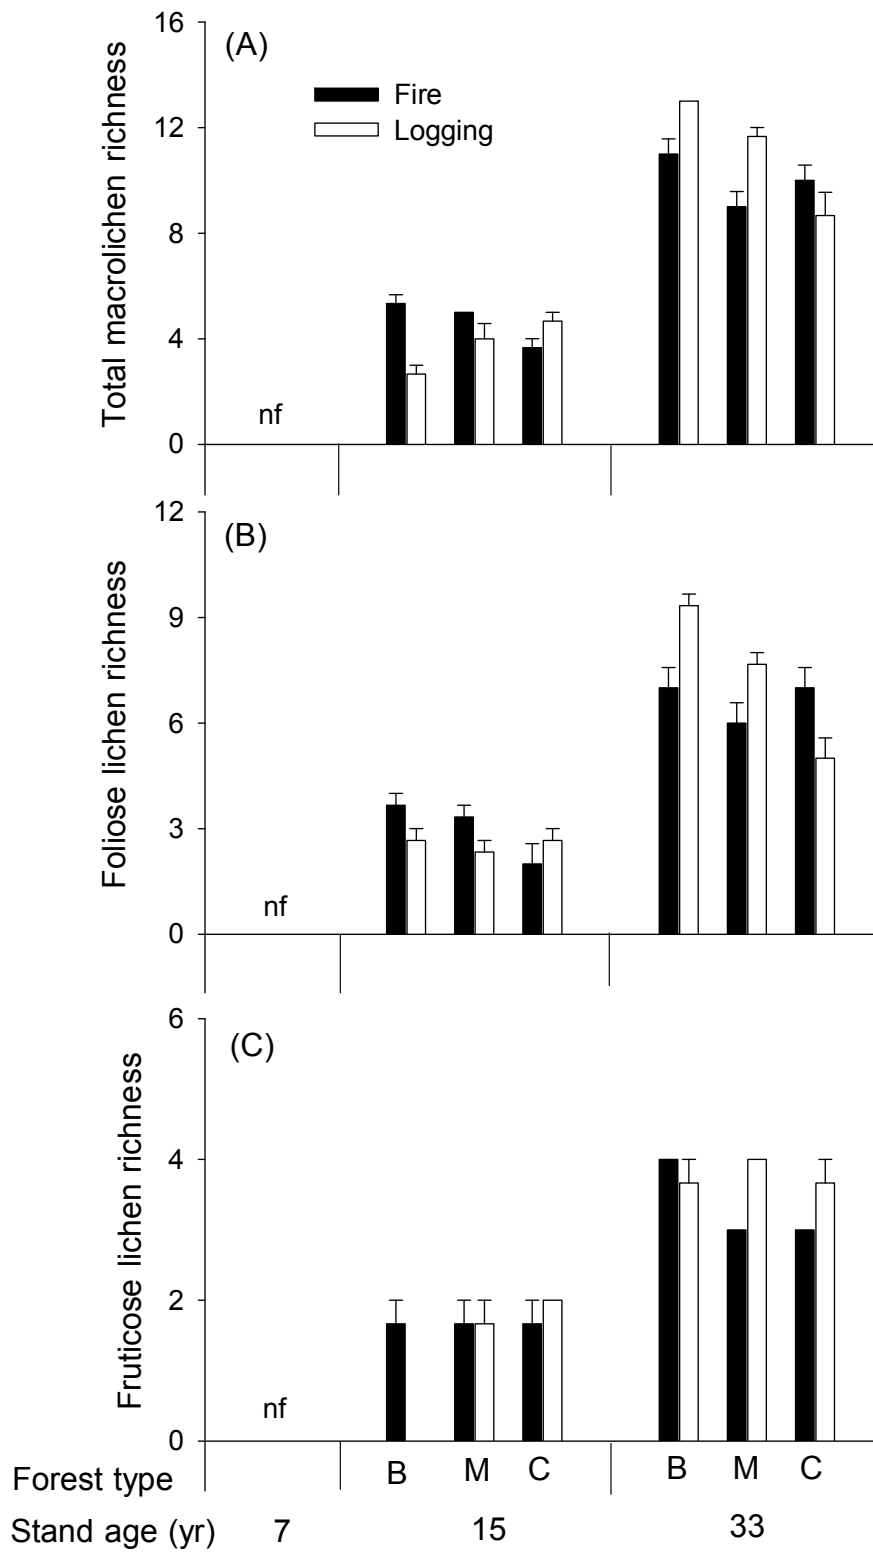 Total macrolichen richness
16
12
8
4
0
(A)
Fire
Logging
nf
Foliose lichen richness
12
9
6
3
0
(B)
nf
Fruticose lichen richness
6
4
2
0
(C)
nf
Forest type B M C B M C
Stand age (yr) 7 15 33